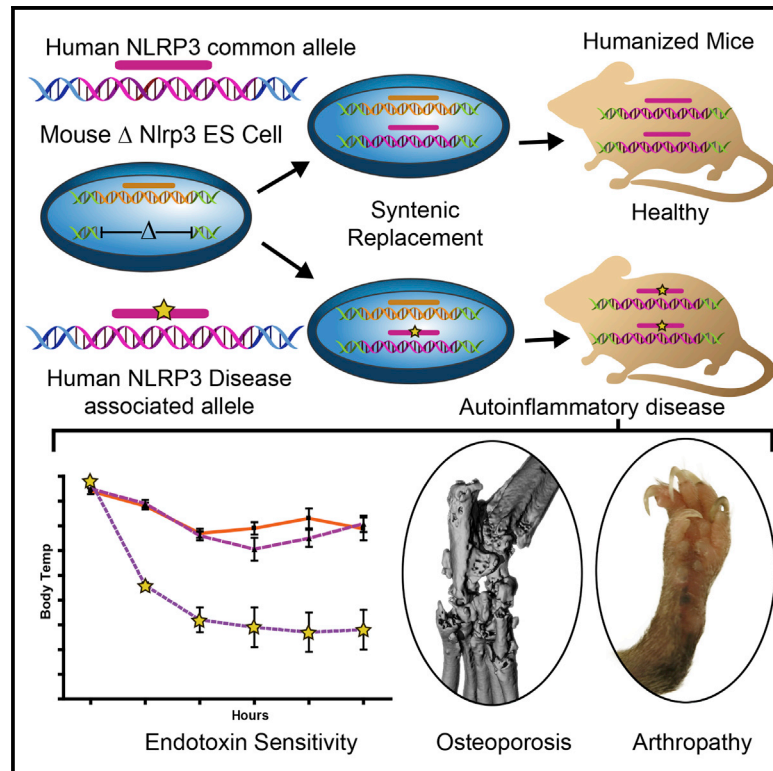 Human NLRP3 common allele
Humanized Mice
Mouse Δ Nlrp3 ES Cell
Δ
Syntenic
Replacement
Healthy
Human NLRP3 Disease
associated allele
Autoinflammatory disease
Body Temp
Hours
Endotoxin Sensitivity
Osteoporosis
Arthropathy